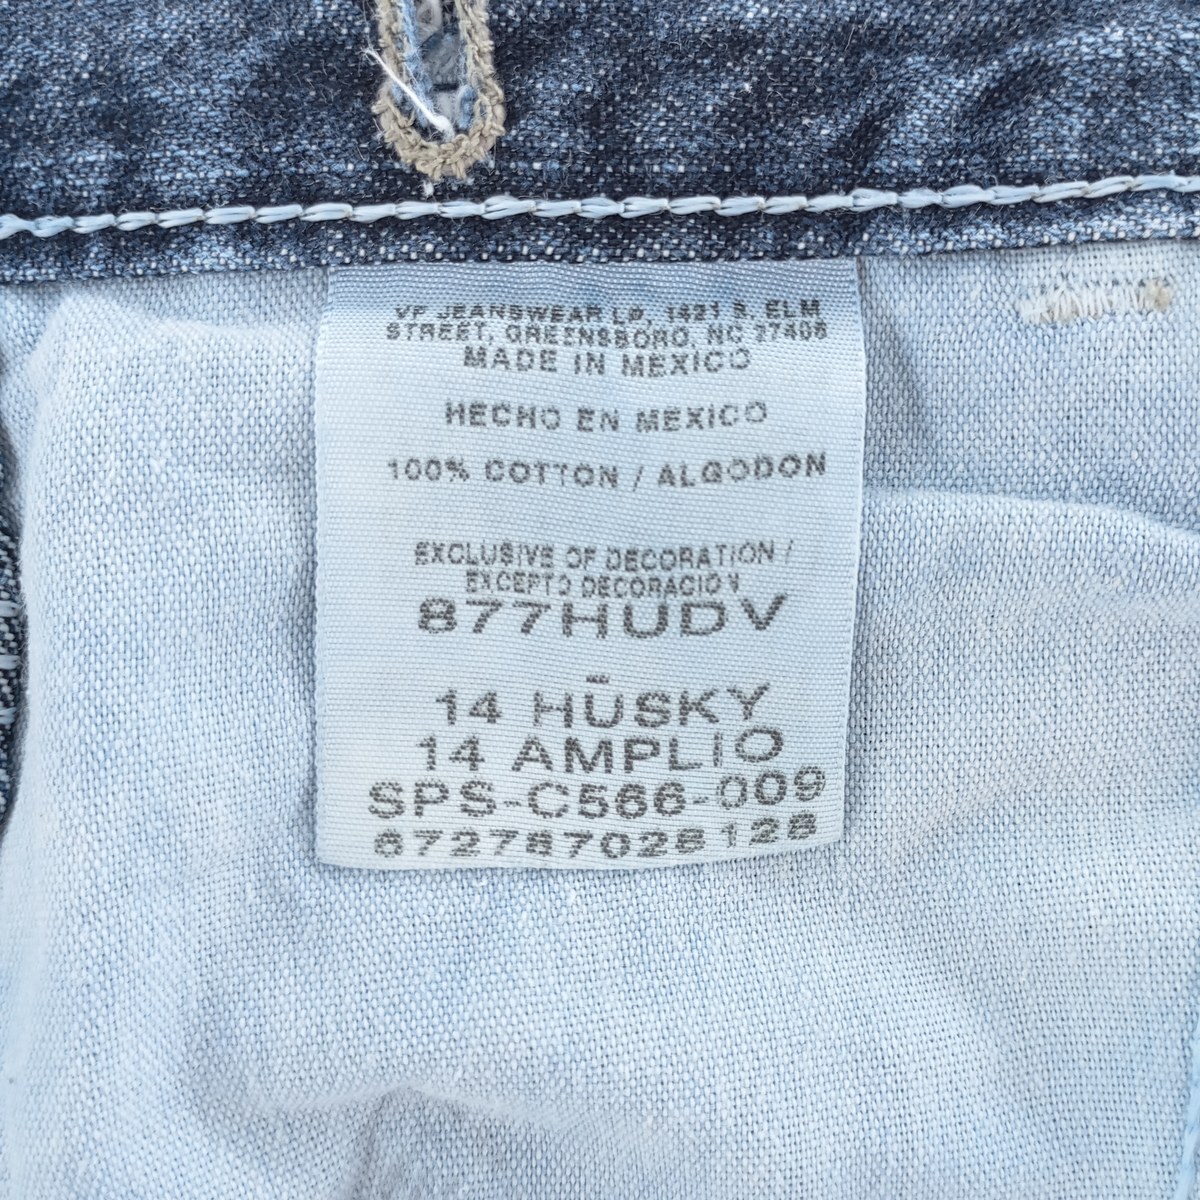 VF JEANSWEAR LP, 1421 S. ELM
STREET, GREENSBORO, NC 27406
MADE IN MEXICO
HECHO EN MEXICO
100% COTTON / ALGODON
EXCLUSIVE OF DECORATION /
EXCEPTO DECORACION
877HUDV
14 HUSKY
14 AMPLIO
SPS-C566-009
872787028128